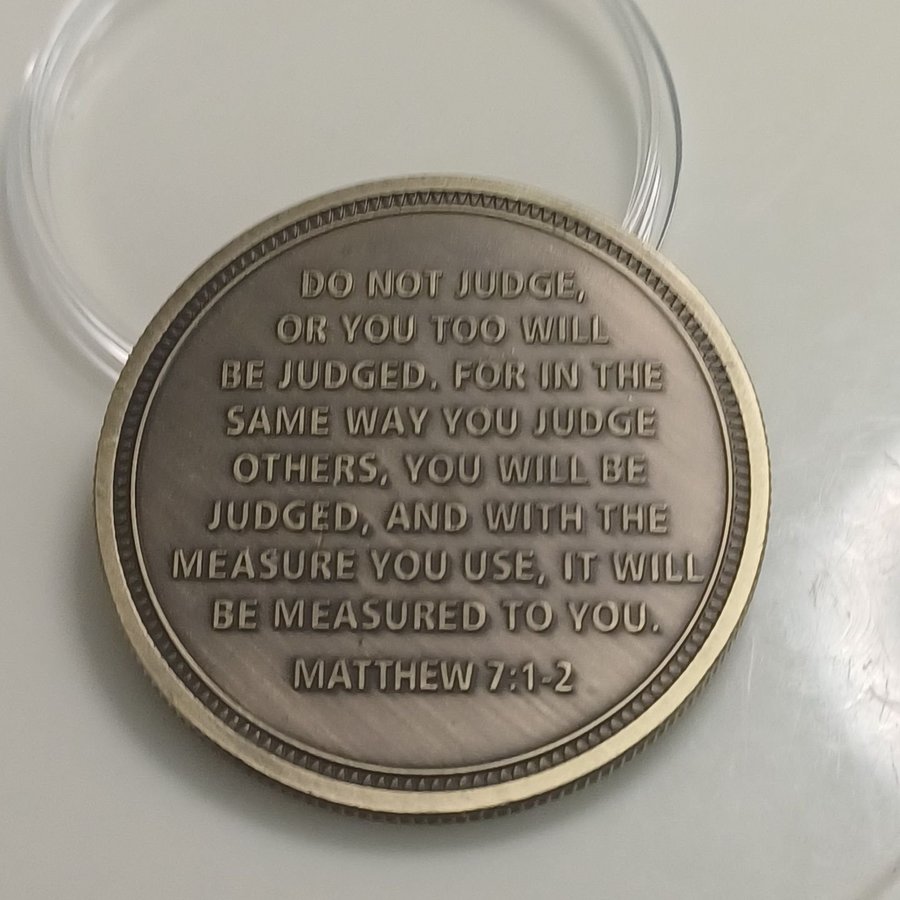 DO NOT JUDGE,
OR YOU TOO WILL
BE JUDGED. FOR IN THE
SAME WAY YOU JUDGE
OTHERS, YOU WILL BE
JUDGED, AND WITH THE
MEASURE YOU USE, IT WILL
BE MEASURED TO YOU.
MATTHEW 7:1-2